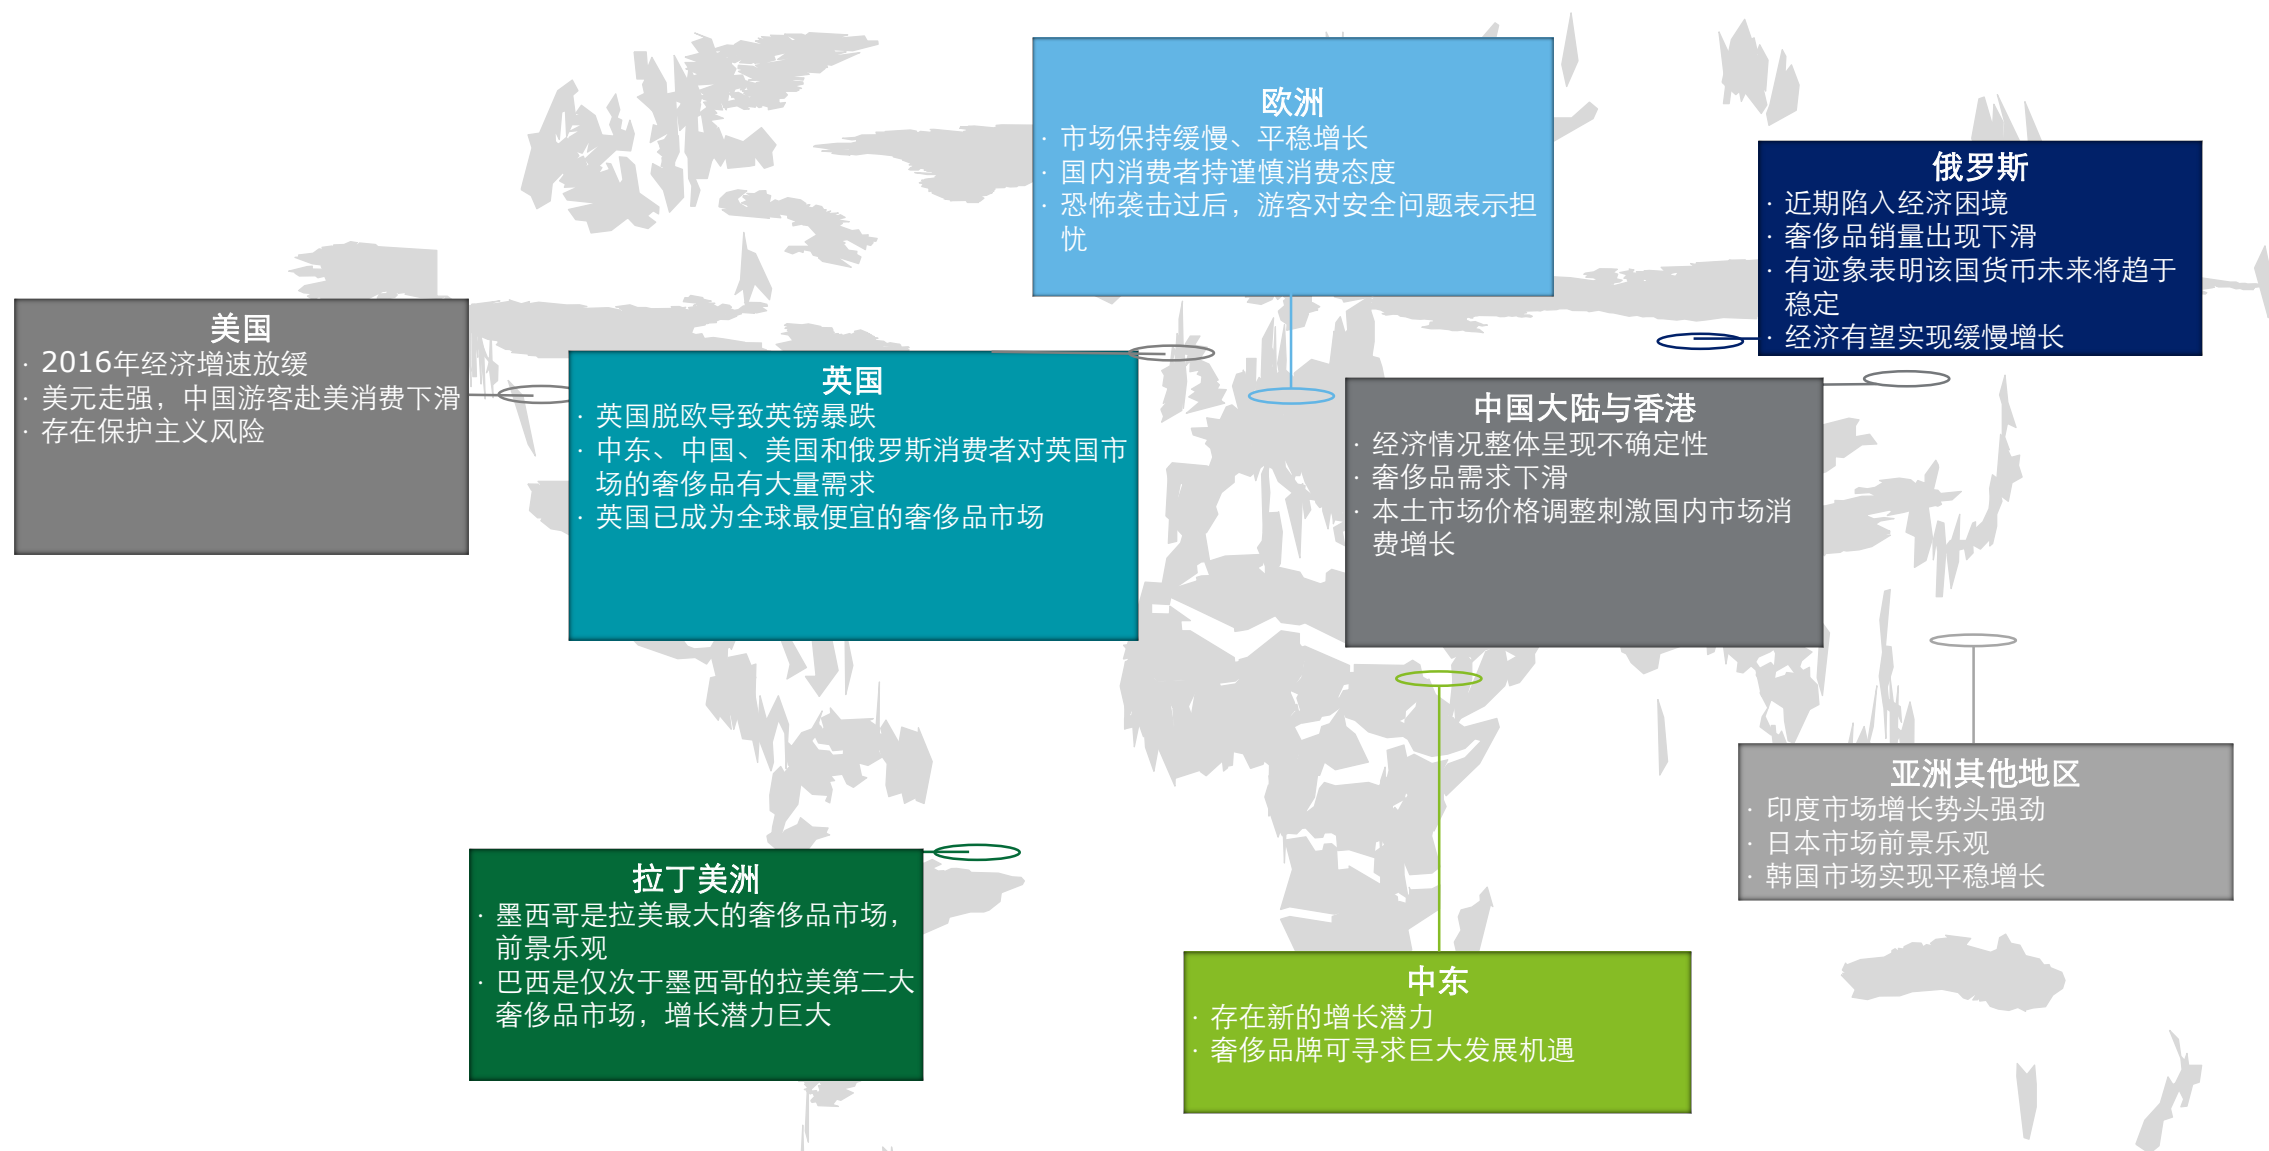 欧洲
· 市场保持缓慢、平稳增长
· 国内消费者持谨慎消费态度
· 恐怖袭击过后，游客对安全问题表示担
忧
俄罗斯
· 近期陷入经济困境
· 奢侈品销量出现下滑
· 有迹象表明该国货币未来将趋于
稳定
· 经济有望实现缓慢增长
美国
· 2016年经济增速放缓
· 美元走强，中国游客赴美消费下滑
· 存在保护主义风险
英国
· 英国脱欧导致英镑暴跌
· 中东、中国、美国和俄罗斯消费者对英国市
场的奢侈品有大量需求
· 英国已成为全球最便宜的奢侈品市场
中国大陆与香港
· 经济情况整体呈现不确定性
· 奢侈品需求下滑
· 本土市场价格调整刺激国内市场消
费增长
亚洲其他地区
· 印度市场增长势头强劲
· 日本市场前景乐观
· 韩国市场实现平稳增长
拉丁美洲
· 墨西哥是拉美最大的奢侈品市场，
前景乐观
· 巴西是仅次于墨西哥的拉美第二大
奢侈品市场，增长潜力巨大
中东
· 存在新的增长潜力
· 奢侈品牌可寻求巨大发展机遇